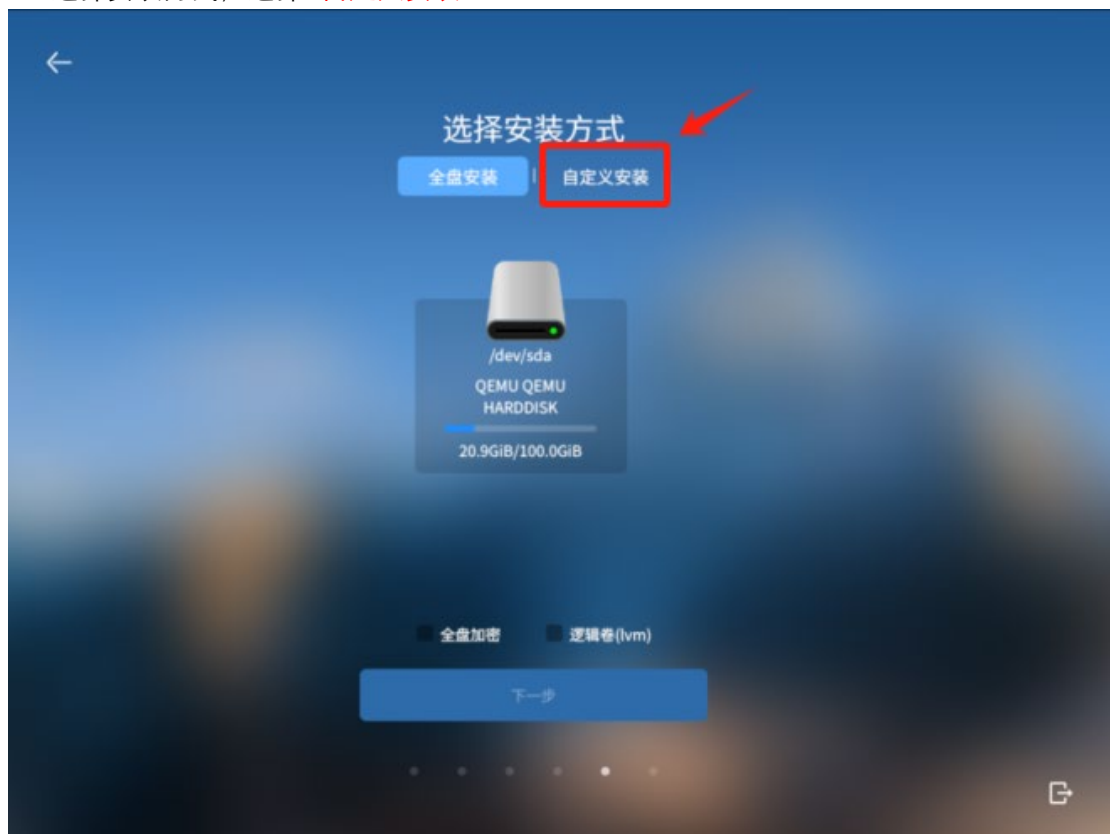 选择安装方式
全盘安装 | 自定义安装
/dev/sda
QEMU QEMU
HARDDISK
20.9GiB/100.0GiB
全盘加密 逻辑卷(lvm)
下一步